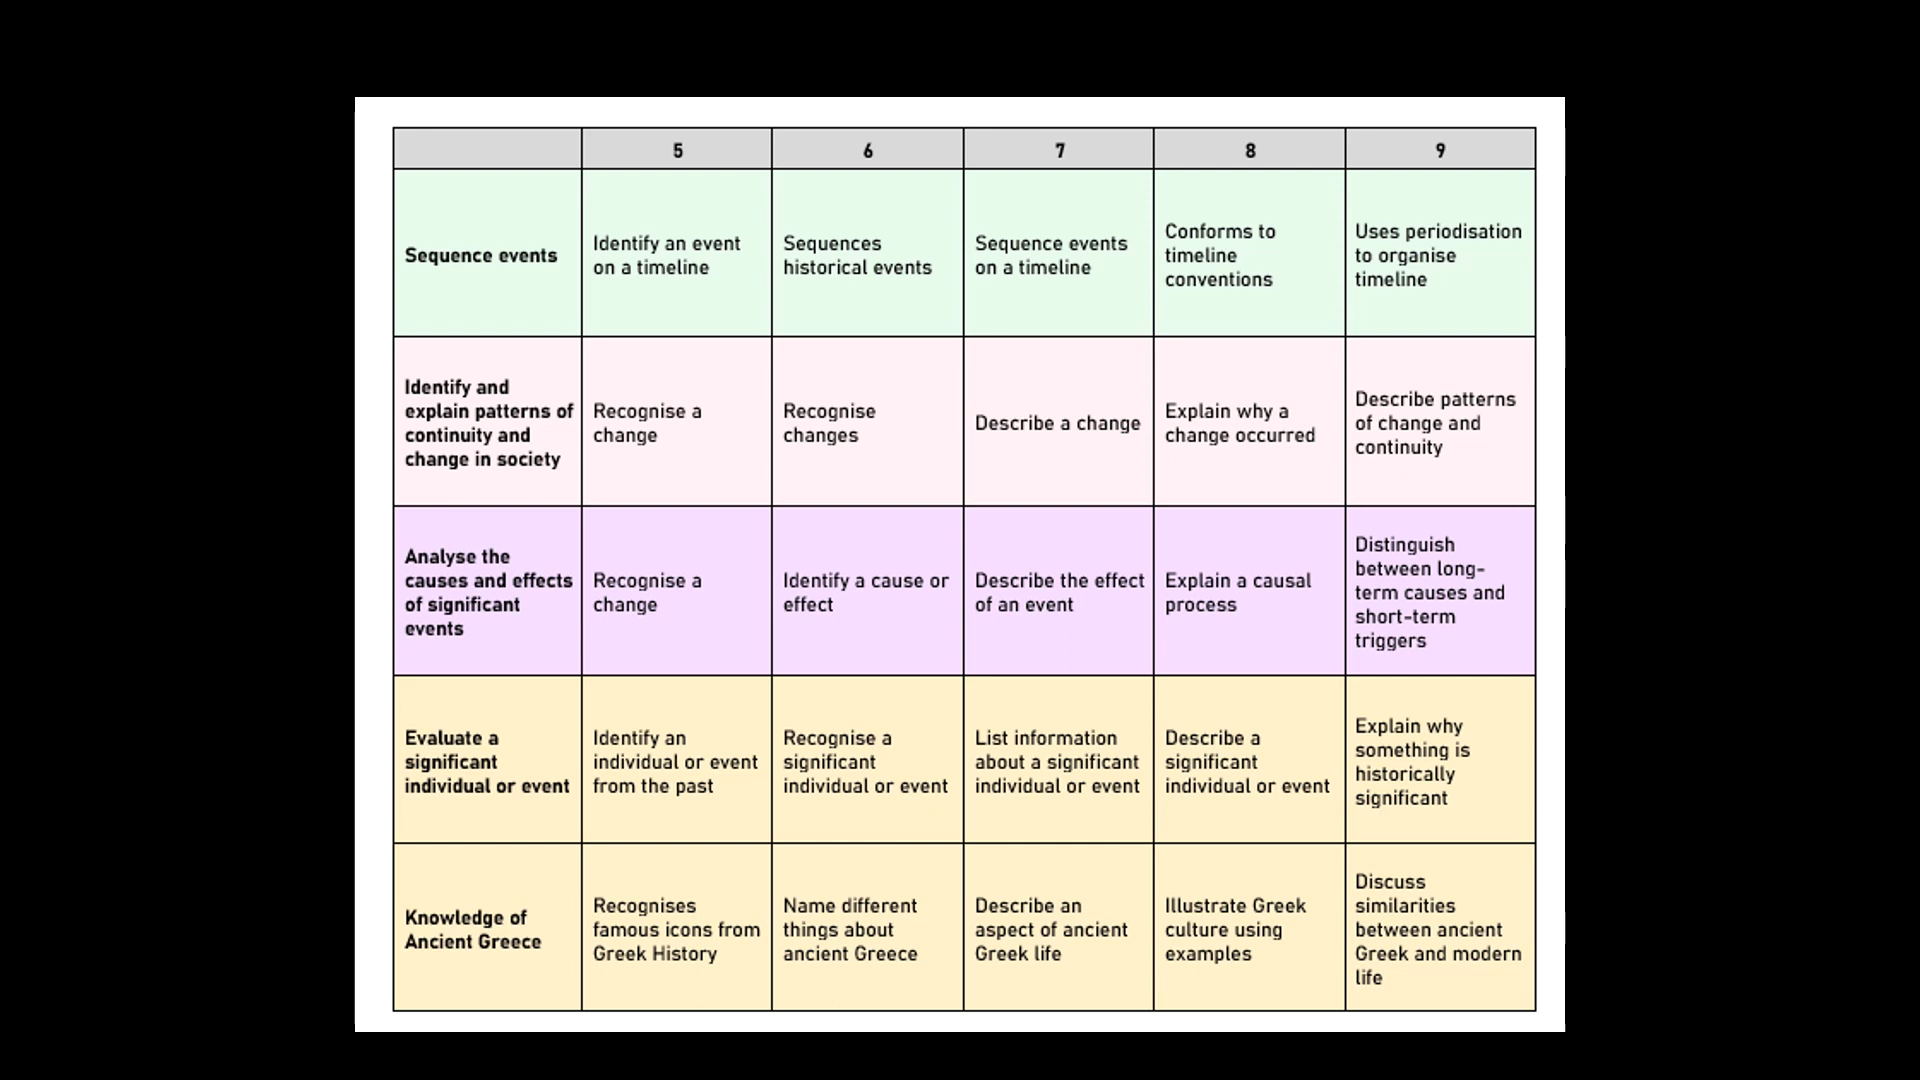 5 6 7 8 9
Sequence events
Identify an event
on a timeline
Sequences
historical events
Sequence events
on a timeline
Conforms to
timeline
conventions
Uses periodisation
to organise
timeline
Identify and
explain patterns of
continuity and
change in society
Recognise a
change
Recognise
changes
Describe a change
Explain why a
change occurred
Describe patterns
of change and
continuity
Analyse the
causes and effects
of significant
events
Recognise a
change
Identify a cause or
effect
Describe the effect
of an event
Explain a causal
process
Distinguish
between long-
term causes and
short-term
triggers
Evaluate a
significant
individual or event
Identify an
individual or event
from the past
Recognise a
significant
individual or event
List information
about a significant
individual or event
Describe a
significant
individual or event
Explain why
something is
historically
significant
Knowledge of
Ancient Greece
Recognises
famous icons from
Greek History
Name different
things about
ancient Greece
Describe an
aspect of ancient
Greek life
Illustrate Greek
culture using
examples
Discuss
similarities
between ancient
Greek and modern
life